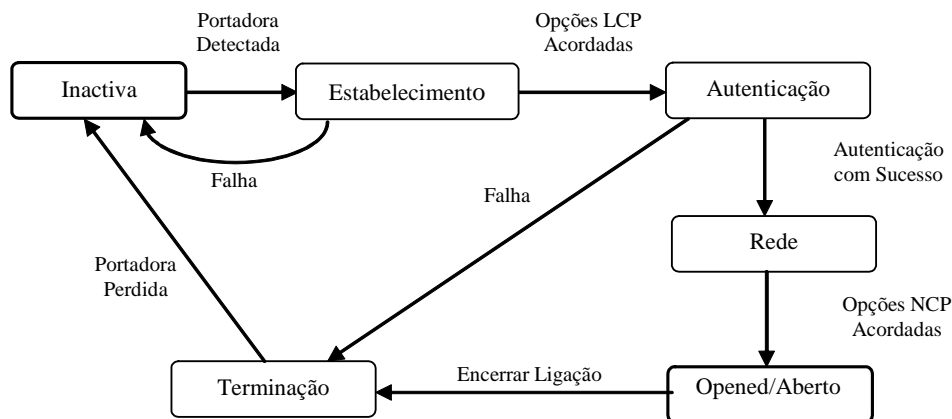 Portadora
Detectada
Opções LCP
Acordadas
Inactiva
Estabelecimento
Autenticação
Falha
Falha
Autenticação
com Sucesso
Rede
Portadora
Perdida
Opções NCP
Acordadas
Terminação
Encerrar Ligação
Opened/Aberto